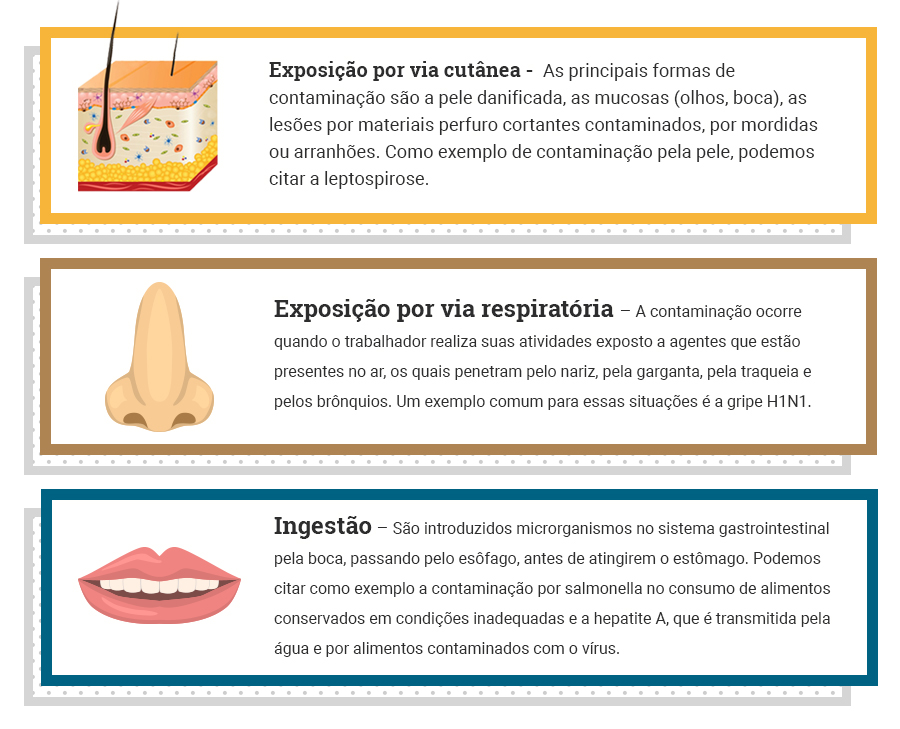 Exposição por via cutânea - As principais formas de
contaminação são a pele danificada, as mucosas (olhos, boca), as
lesões por materiais perfuro cortantes contaminados, por mordidas
ou arranhões. Como exemplo de contaminação pela pele, podemos
citar a leptospirose.
Exposição por via respiratória – A contaminação ocorre
quando o trabalhador realiza suas atividades exposto a agentes que estão
presentes no ar, os quais penetram pelo nariz, pela garganta, pela traqueia e
pelos brônquios. Um exemplo comum para essas situações é a gripe H1N1.
Ingestão – São introduzidos microrganismos no sistema gastrointestinal
pela boca, passando pelo esôfago, antes de atingirem o estômago. Podemos
citar como exemplo a contaminação por salmonella no consumo de alimentos
conservados em condições inadequadas e a hepatite A, que é transmitida pela
água e por alimentos contaminados com o vírus.